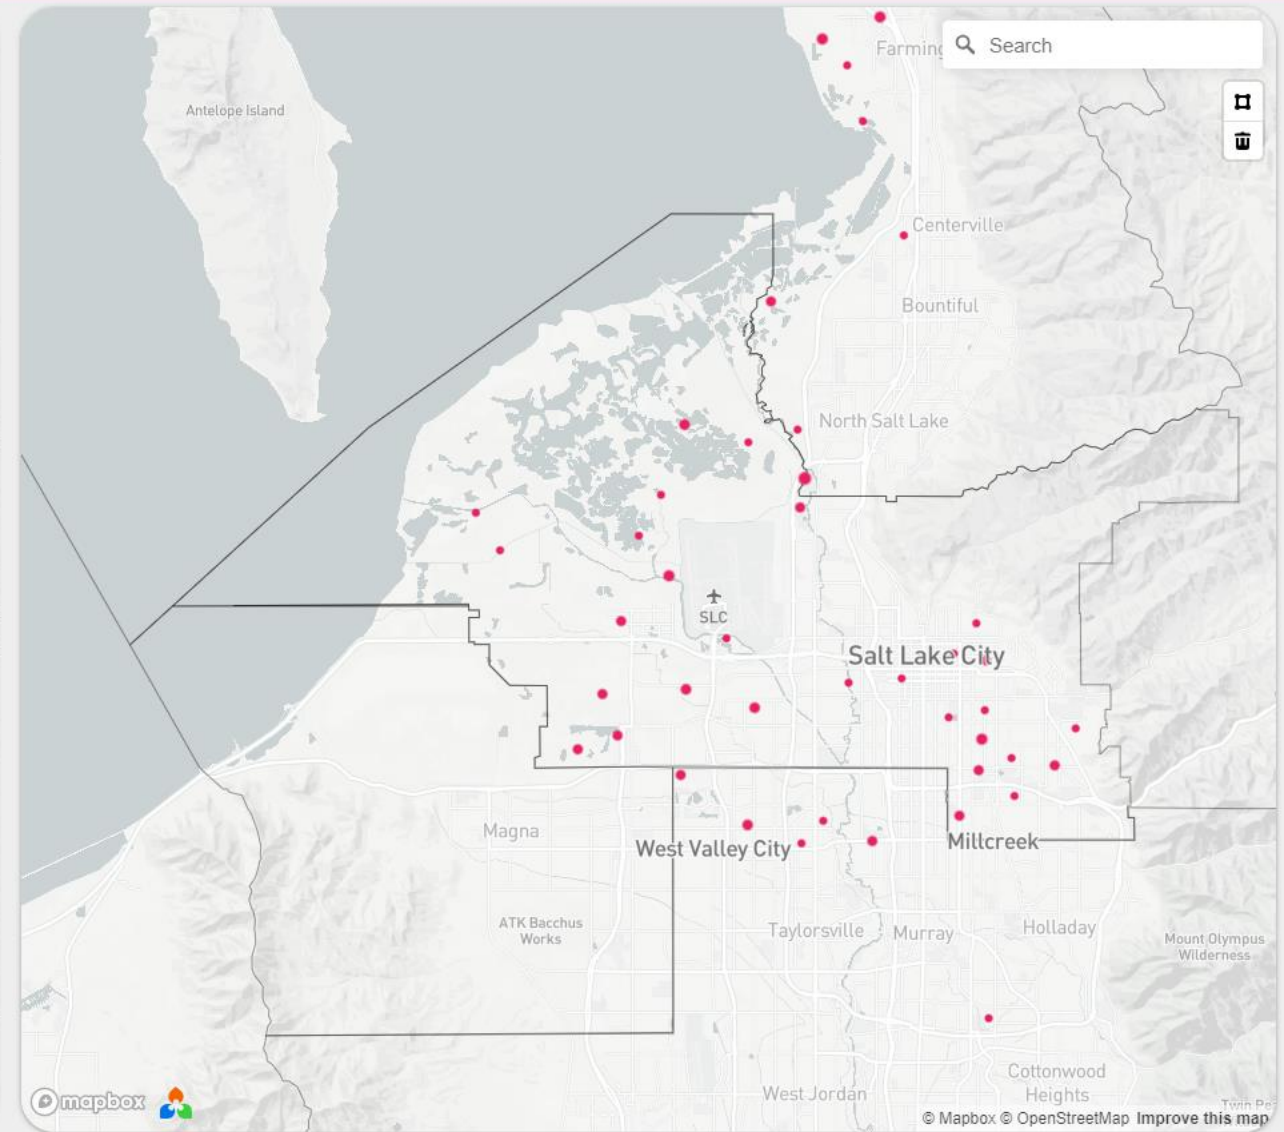 Search
Farming
Antelope Island
Centerville
Bountiful
North Salt Lake
SLC
Salt Lake City
Magna
West Valley City
Millcreek
ATK Bacchus
Works
Taylorsville
Murray
Holladay
Mount Olympus
Wilderness
Cottonwood
Heights
West Jordan
mapbox
© Mapbox © OpenStreetMap Improve this map